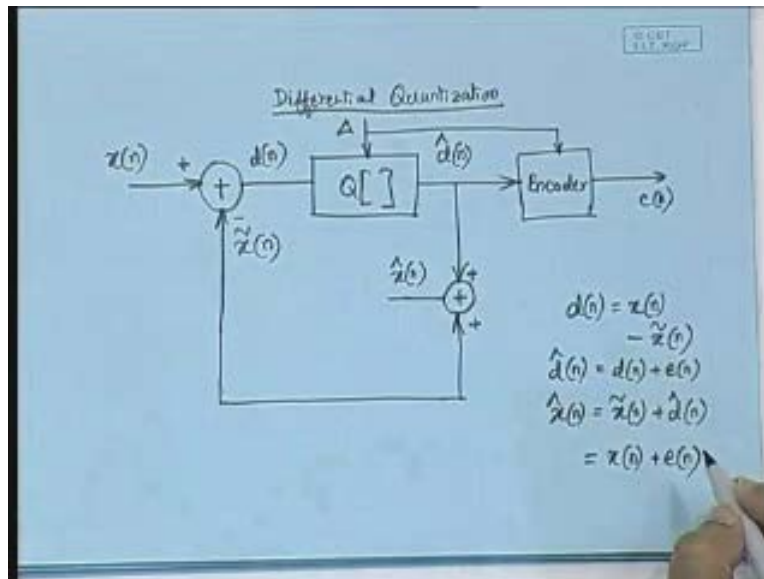 Differential Quantization
Δ
x(n) + d(n) Q[ ] d̂(n) Encoder c(n)
+
-
x̃(n)
x̂(n) + +
+
d(n) = x(n)
- x̃(n)
d̂(n) = d(n) + e(n)
x̂(n) = x̃(n) + d̂(n)
= x(n) + e(n)